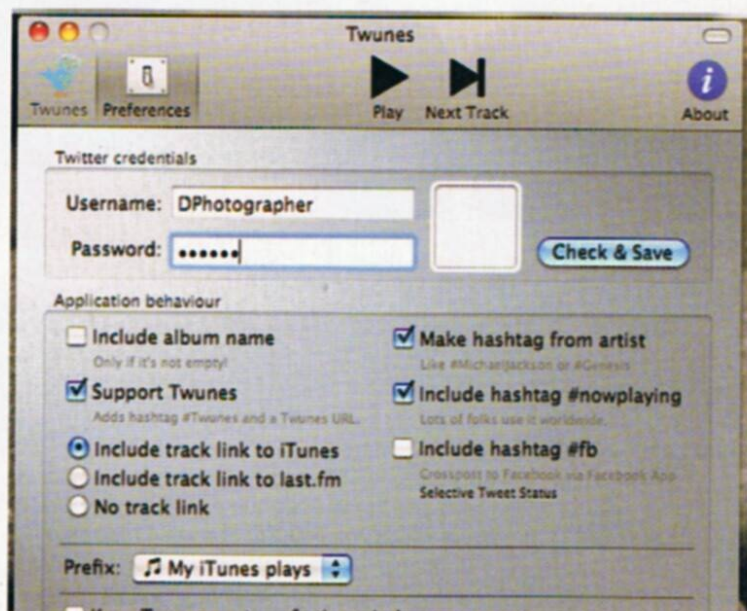 Twunes
Twunes Preferences Play Next Track About
Twitter credentials
Username: DPhotographer
Password: ••••••
Check & Save
Application behaviour
Include album name
Only if it's not empty!
Support Twunes
Adds hashtag #Twunes and a Twunes URL.
Include track link to iTunes
Include track link to last.fm
No track link
Make hashtag from artist
Like #MichaelJackson or #Genesis
Include hashtag #nowplaying
Lots of folks use it worldwide.
Include hashtag #fb
Crosspost to Facebook via Facebook App
Selective Tweet Status
Prefix: My iTunes plays